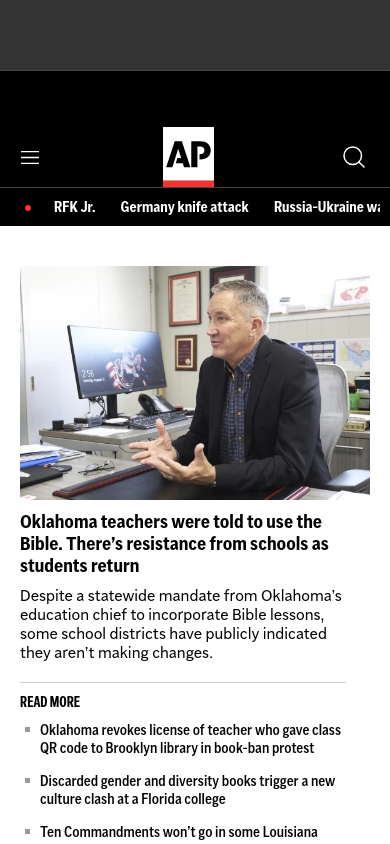 AP
RFK Jr. Germany knife attack Russia-Ukraine wa
2:56
Oklahoma teachers were told to use the
Bible. There's resistance from schools as
students return
Despite a statewide mandate from Oklahoma's
education chief to incorporate Bible lessons,
some school districts have publicly indicated
they aren't making changes.
READ MORE
Oklahoma revokes license of teacher who gave class
QR code to Brooklyn library in book-ban protest
Discarded gender and diversity books trigger a new
culture clash at a Florida college
Ten Commandments won't go in some Louisiana